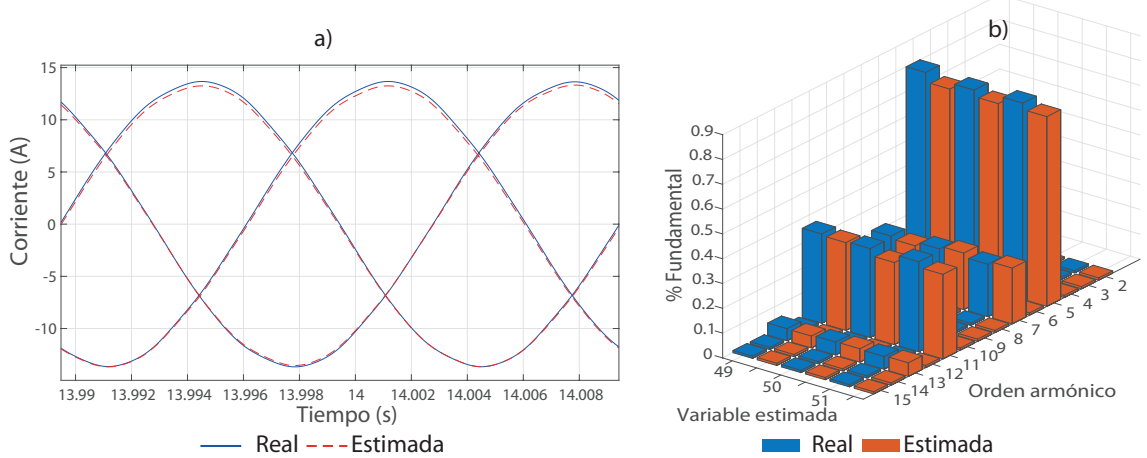 a)
15
10
5
0
-5
-10
Corriente (A)
13.99 13.992 13.994 13.996 13.998 14 14.002 14.004 14.006 14.008
Tiempo (s)
Real Estimada
b)
0.9
0.8
0.7
0.6
0.5
0.4
0.3
0.2
0.1
0
% Fundamental
49 50 51
Variable estimada
15 14 13 12 11 10 9 8 7 6 5 4 3 2
Orden armónico
Real Estimada